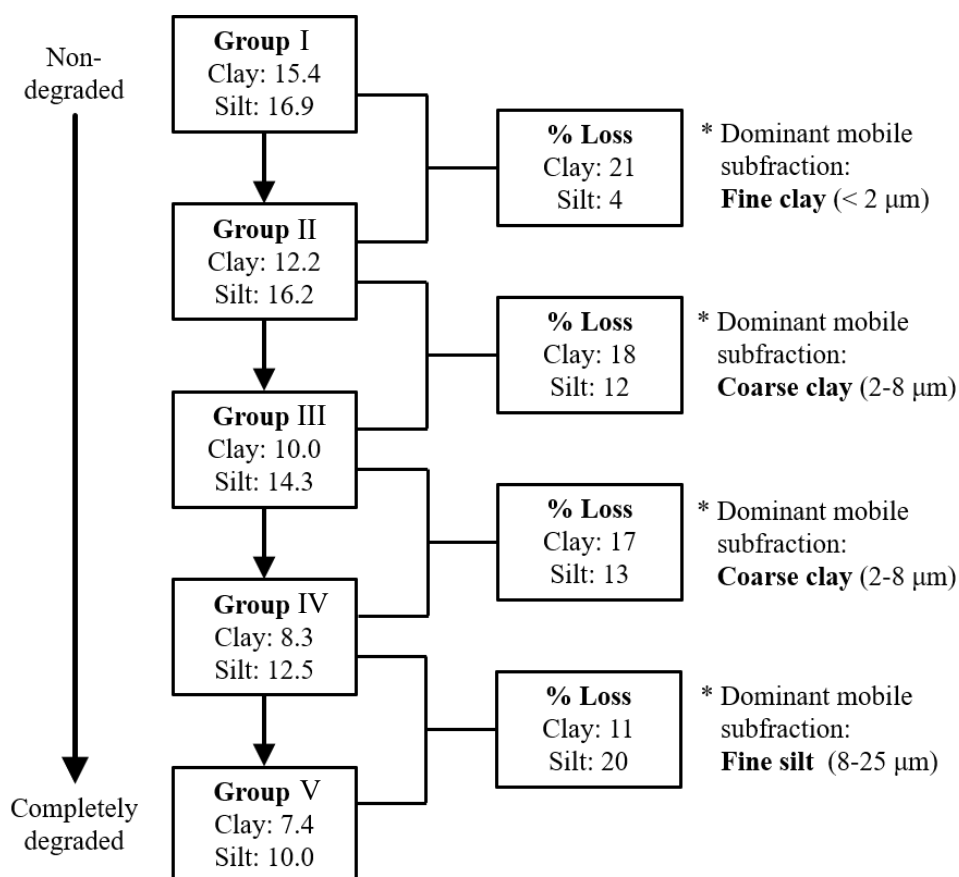 Non-
degraded
Group I
Clay: 15.4
Silt: 16.9
% Loss
Clay: 21
Silt: 4
* Dominant mobile
subfraction:
Fine clay (< 2 μm)
Group II
Clay: 12.2
Silt: 16.2
% Loss
Clay: 18
Silt: 12
* Dominant mobile
subfraction:
Coarse clay (2-8 μm)
Group III
Clay: 10.0
Silt: 14.3
% Loss
Clay: 17
Silt: 13
* Dominant mobile
subfraction:
Coarse clay (2-8 μm)
Group IV
Clay: 8.3
Silt: 12.5
% Loss
Clay: 11
Silt: 20
* Dominant mobile
subfraction:
Fine silt (8-25 μm)
Group V
Clay: 7.4
Silt: 10.0
Completely
degraded